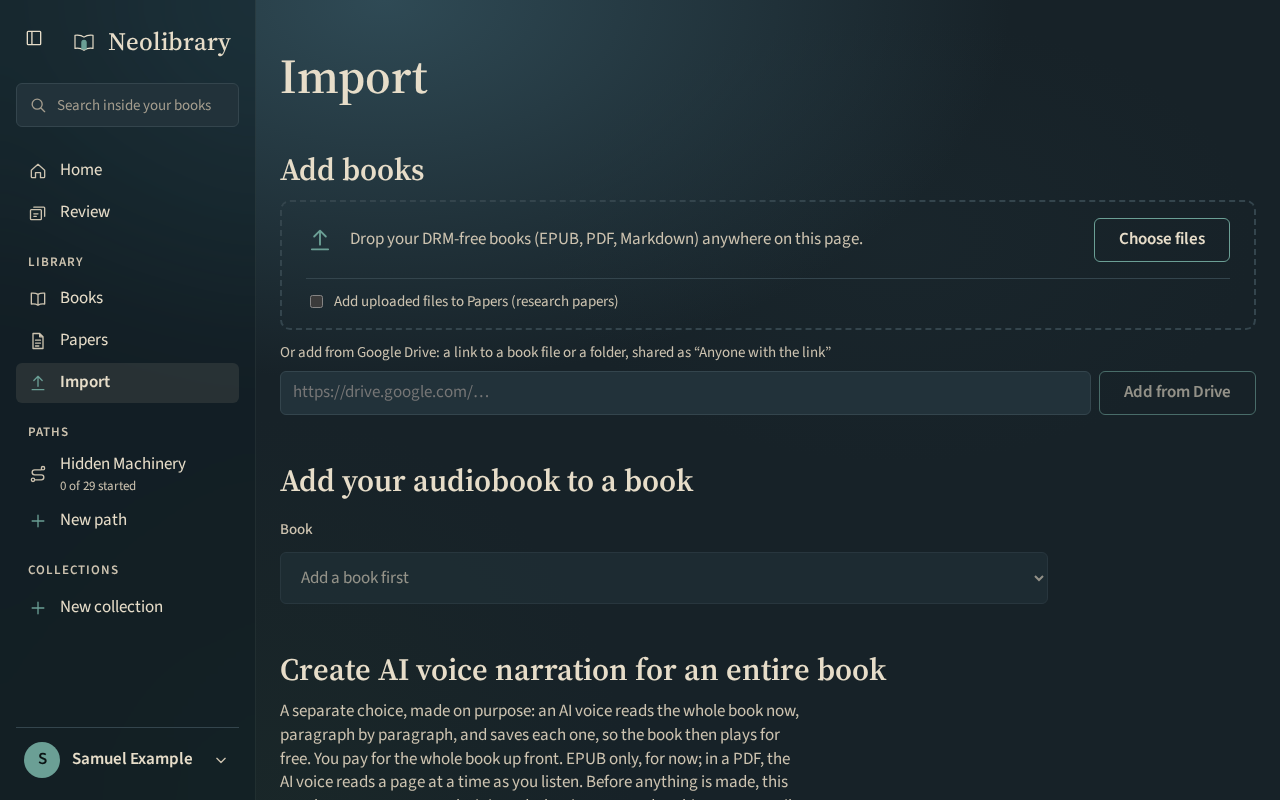 Neolibrary
Search inside your books
Home
Review
LIBRARY
Books
Papers
Import
PATHS
Hidden Machinery
0 of 29 started
New path
COLLECTIONS
New collection
S
Samuel Example
Import
Add books
Drop your DRM-free books (EPUB, PDF, Markdown) anywhere on this page.
Choose files
Add uploaded files to Papers (research papers)
Or add from Google Drive: a link to a book file or a folder, shared as “Anyone with the link”
https://drive.google.com/…
Add from Drive
Add your audiobook to a book
Book
Add a book first
Create AI voice narration for an entire book
A separate choice, made on purpose: an AI voice reads the whole book now,
paragraph by paragraph, and saves each one, so the book then plays for
free. You pay for the whole book up front. EPUB only, for now; in a PDF, the
AI voice reads a page at a time as you listen. Before anything is made, this